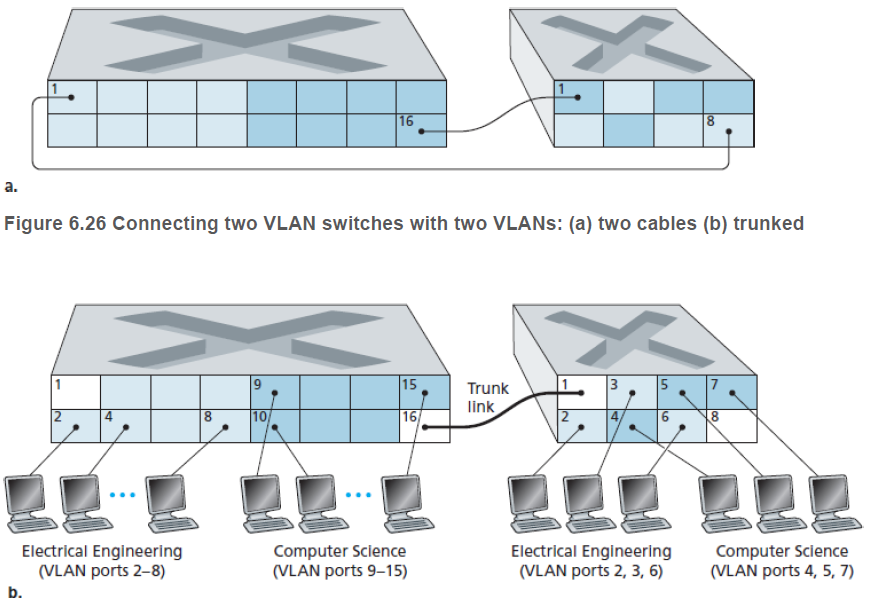 1
1
16
8
a.
Figure 6.26 Connecting two VLAN switches with two VLANs: (a) two cables (b) trunked
1
9
15
Trunk
link
1
3
5
7
2
4
8
10
16
2
4
6
8
Electrical Engineering
(VLAN ports 2–8)
Computer Science
(VLAN ports 9–15)
Electrical Engineering
(VLAN ports 2, 3, 6)
Computer Science
(VLAN ports 4, 5, 7)
b.